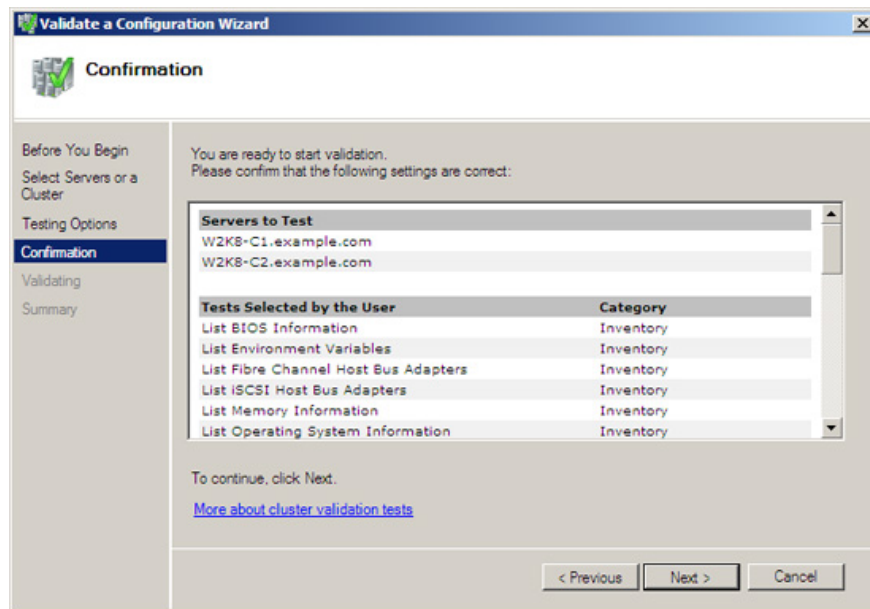 Validate a Configuration Wizard
Confirmation
Before You Begin
Select Servers or a
Cluster
Testing Options
Confirmation
Validating
Summary
You are ready to start validation.
Please confirm that the following settings are correct:
Servers to Test
W2K8-C1.example.com
W2K8-C2.example.com
Tests Selected by the User Category
List BIOS Information Inventory
List Environment Variables Inventory
List Fibre Channel Host Bus Adapters Inventory
List iSCSI Host Bus Adapters Inventory
List Memory Information Inventory
List Operating System Information Inventory
To continue, click Next.
More about cluster validation tests
< Previous Next > Cancel